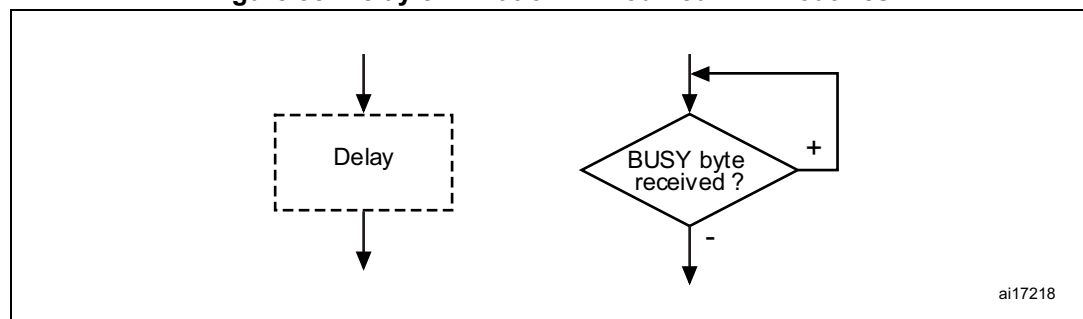 Delay
BUSY byte
received ?
+
-
ai17218